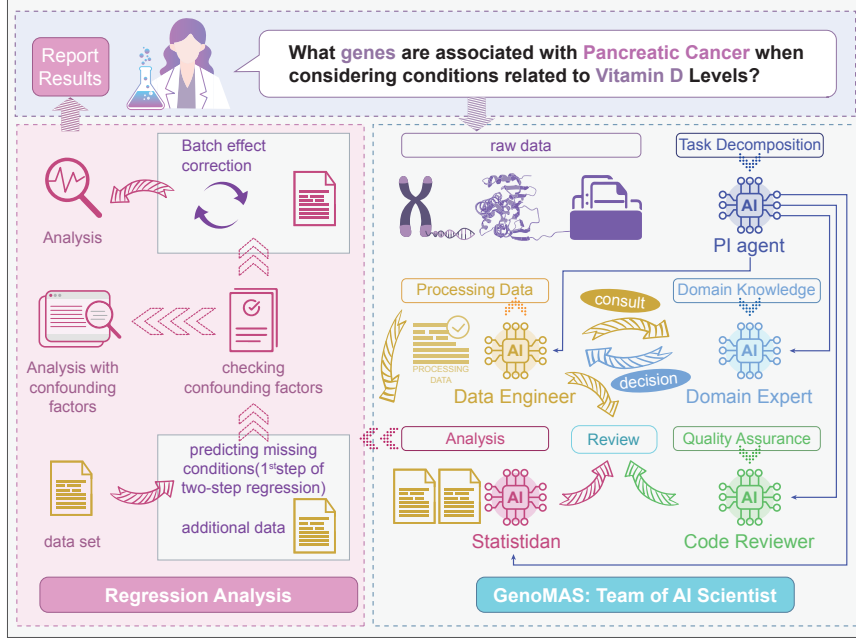 Report
Results
What genes are associated with Pancreatic Cancer when
considering conditions related to Vitamin D Levels?
Batch effect
correction
Analysis
Analysis with
confounding
factors
checking
confounding factors
predicting missing
conditions(1st step of
two-step regression)
additional data
data set
Regression Analysis
raw data
Task Decomposition
AI
PI agent
Processing Data
consult
Domain Knowledge
PROCESSING
DATA
AI
Data Engineer
decision
AI
Domain Expert
Analysis
Review
Quality Assurance
AI
Statistidan
AI
Code Reviewer
GenoMAS: Team of AI Scientist